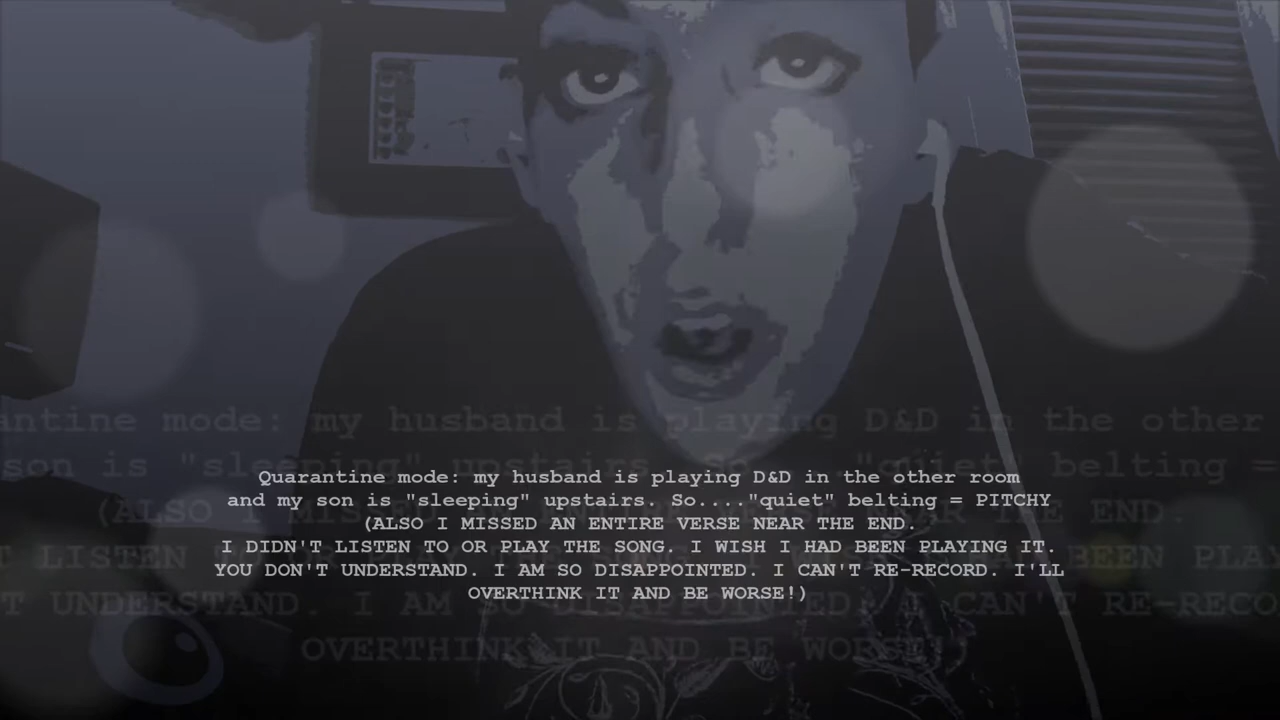 Quarantine mode: my husband is playing D&D in the other room
and my son is "sleeping" upstairs. So...."quiet" belting = PITCHY
(ALSO I MISSED AN ENTIRE VERSE NEAR THE END.
I DIDN'T LISTEN TO OR PLAY THE SONG. I WISH I HAD BEEN PLAYING IT.
YOU DON'T UNDERSTAND. I AM SO DISAPPOINTED. I CAN'T RE-RECORD. I'LL
OVERTHINK IT AND BE WORSE!)